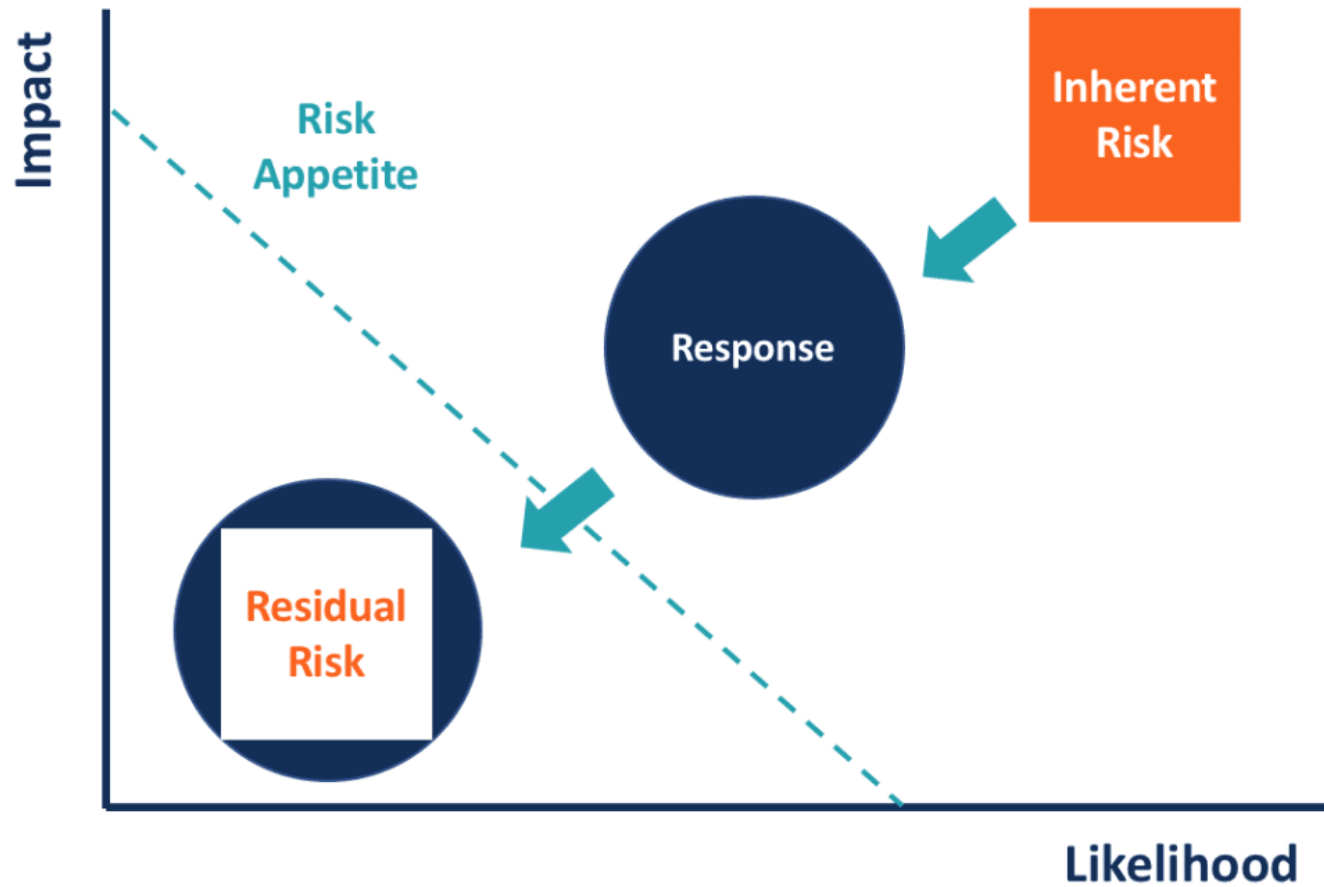 Impact
Risk
Appetite
Inherent
Risk
Response
Residual
Risk
Likelihood